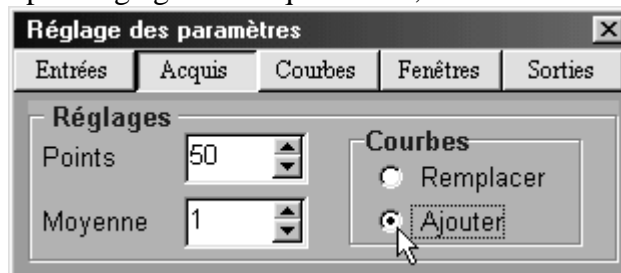 Réglage des paramètres
Entrées Acquis Courbes Fenêtres Sorties
Réglages
Points 50
Moyenne 1
Courbes
Remplacer
Ajouter